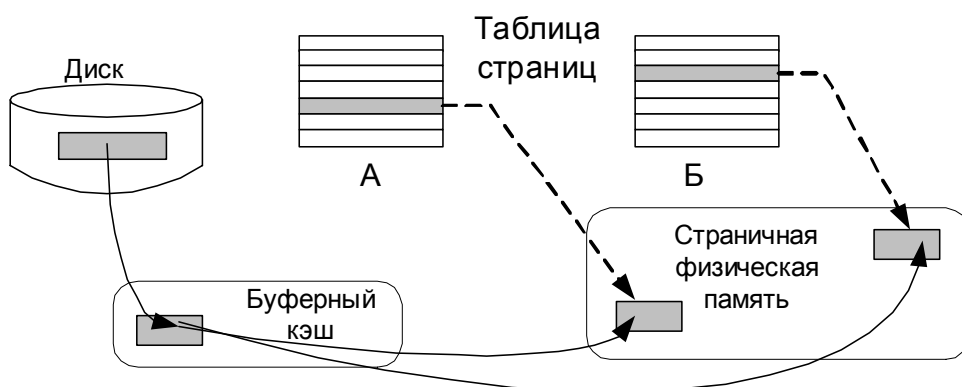 Таблица
страниц
Диск
А
Б
Страничная
физическая
память
Буферный
кэш